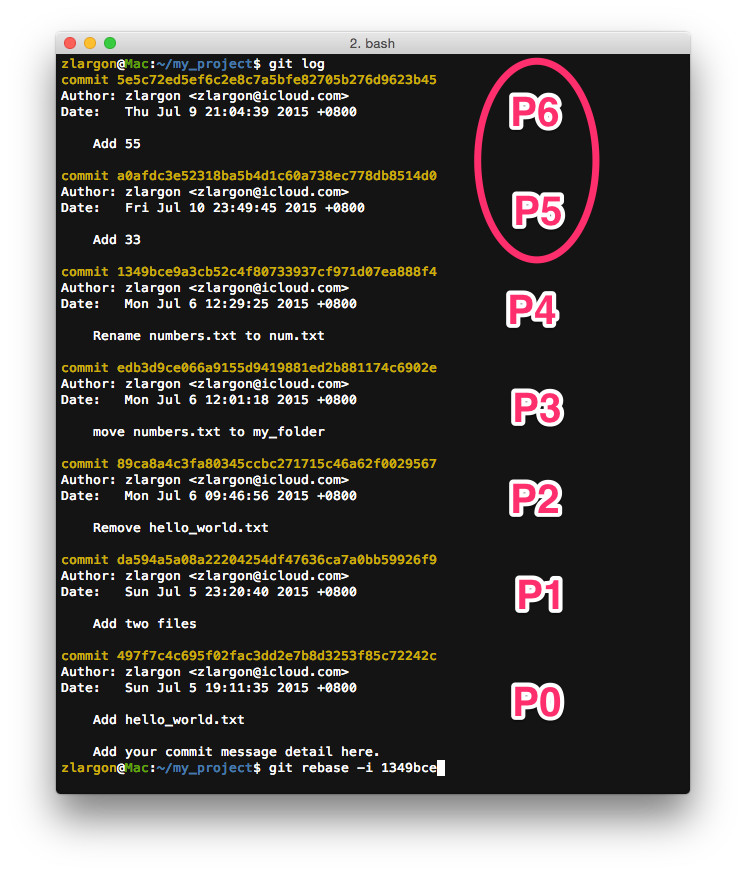 2. bash
zlargon@Mac:~/my_project$ git log
commit 5e5c72ed5ef6c2e8c7a5bfe82705b276d9623b45
Author: zlargon <zlargon@icloud.com>
Date:   Thu Jul 9 21:04:39 2015 +0800
P6
Add 55
commit a0afdc3e52318ba5b4d1c60a738ec778db8514d0
Author: zlargon <zlargon@icloud.com>
Date:   Fri Jul 10 23:49:45 2015 +0800
P5
Add 33
commit 1349bce9a3cb52c4f80733937cf971d07ea888f4
Author: zlargon <zlargon@icloud.com>
Date:   Mon Jul 6 12:29:25 2015 +0800
P4
Rename numbers.txt to num.txt
commit edb3d9ce066a9155d9419881ed2b881174c6902e
Author: zlargon <zlargon@icloud.com>
Date:   Mon Jul 6 12:01:18 2015 +0800
P3
move numbers.txt to my_folder
commit 89ca8a4c3fa80345ccbc271715c46a62f0029567
Author: zlargon <zlargon@icloud.com>
Date:   Mon Jul 6 09:46:56 2015 +0800
P2
Remove hello_world.txt
commit da594a5a08a22204254df47636ca7a0bb59926f9
Author: zlargon <zlargon@icloud.com>
Date:   Sun Jul 5 23:20:40 2015 +0800
P1
Add two files
commit 497f7c4c695f02fac3dd2e7b8d3253f85c72242c
Author: zlargon <zlargon@icloud.com>
Date:   Sun Jul 5 19:11:35 2015 +0800
P0
Add hello_world.txt
Add your commit message detail here.
zlargon@Mac:~/my_project$ git rebase -i 1349bce